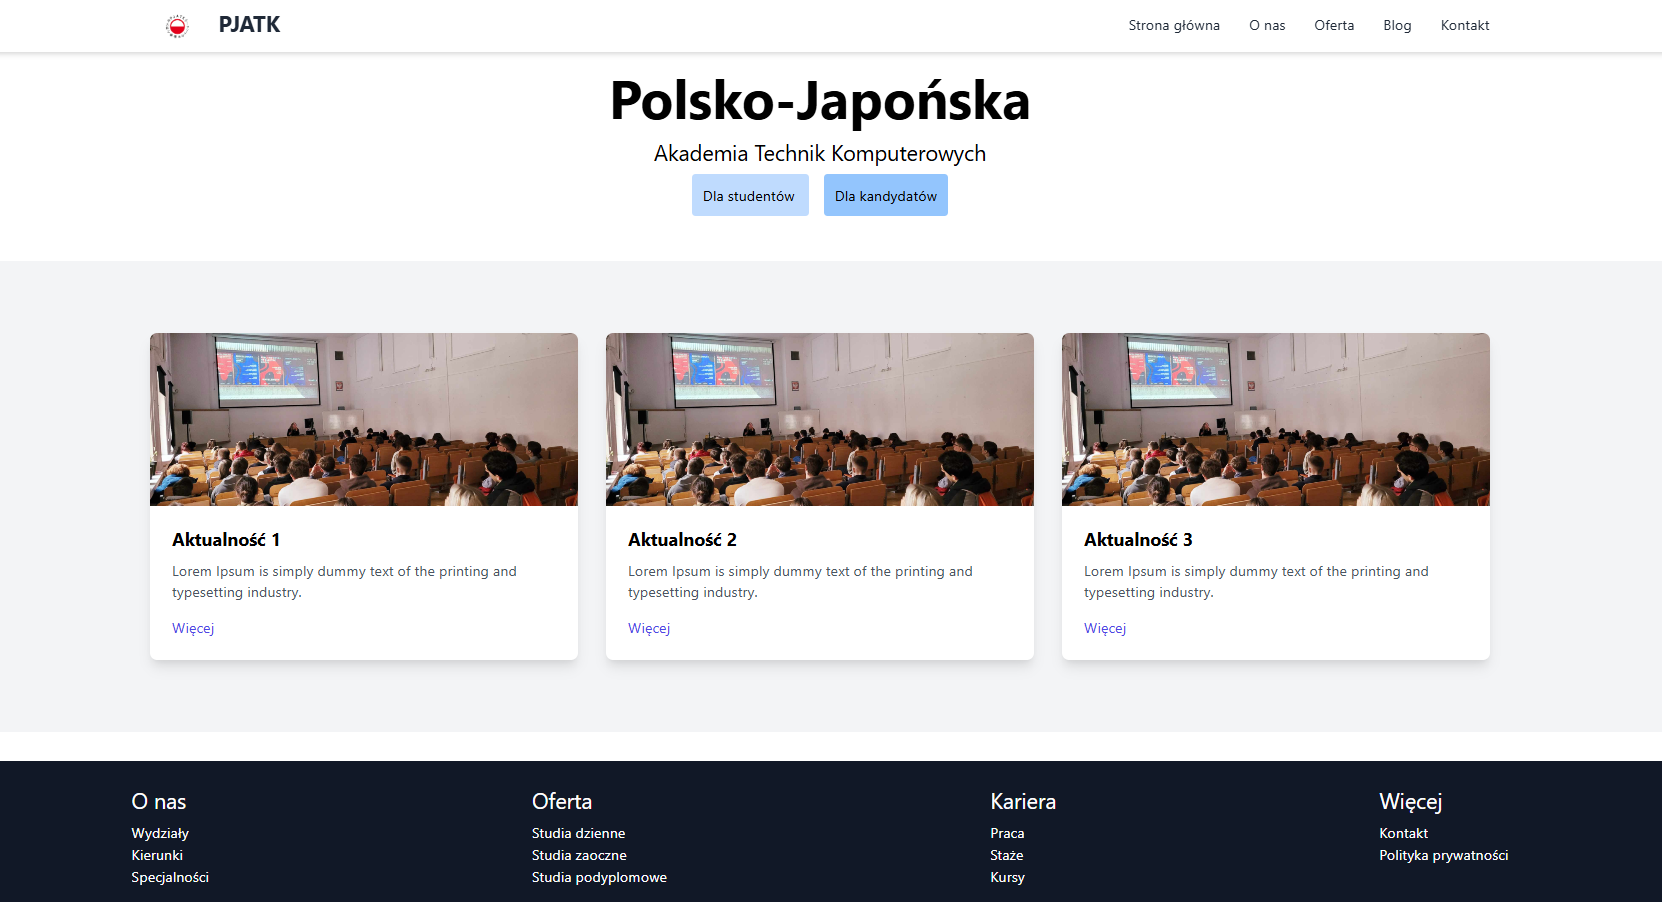 PJATK
Strona główna
O nas
Oferta
Blog
Kontakt
Polsko-Japońska
Akademia Technik Komputerowych
Dla studentów
Dla kandydatów
Aktualność 1
Lorem Ipsum is simply dummy text of the printing and
typesetting industry.
Więcej
Aktualność 2
Lorem Ipsum is simply dummy text of the printing and
typesetting industry.
Więcej
Aktualność 3
Lorem Ipsum is simply dummy text of the printing and
typesetting industry.
Więcej
O nas
Wydziały
Kierunki
Specjalności
Oferta
Studia dzienne
Studia zaoczne
Studia podyplomowe
Kariera
Praca
Staże
Kursy
Więcej
Kontakt
Polityka prywatności